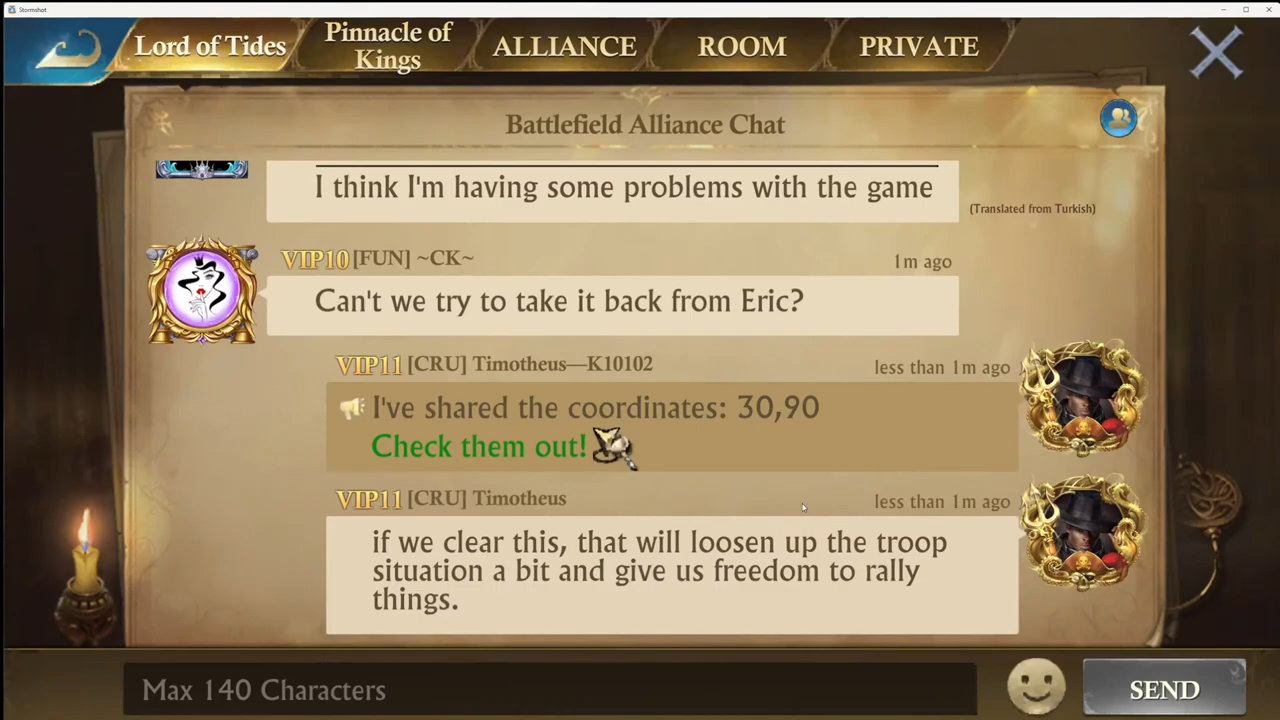 Stormshot
Lord of Tides
Pinnacle of
Kings
ALLIANCE
ROOM
PRIVATE
Battlefield Alliance Chat
I think I'm having some problems with the game
(Translated from Turkish)
VIP10 [FUN] ~CK~
1m ago
Can't we try to take it back from Eric?
VIP11 [CRU] Timotheus—K10102
less than 1m ago
I've shared the coordinates: 30,90
Check them out!
VIP11 [CRU] Timotheus
less than 1m ago
if we clear this, that will loosen up the troop
situation a bit and give us freedom to rally
things.
Max 140 Characters
SEND